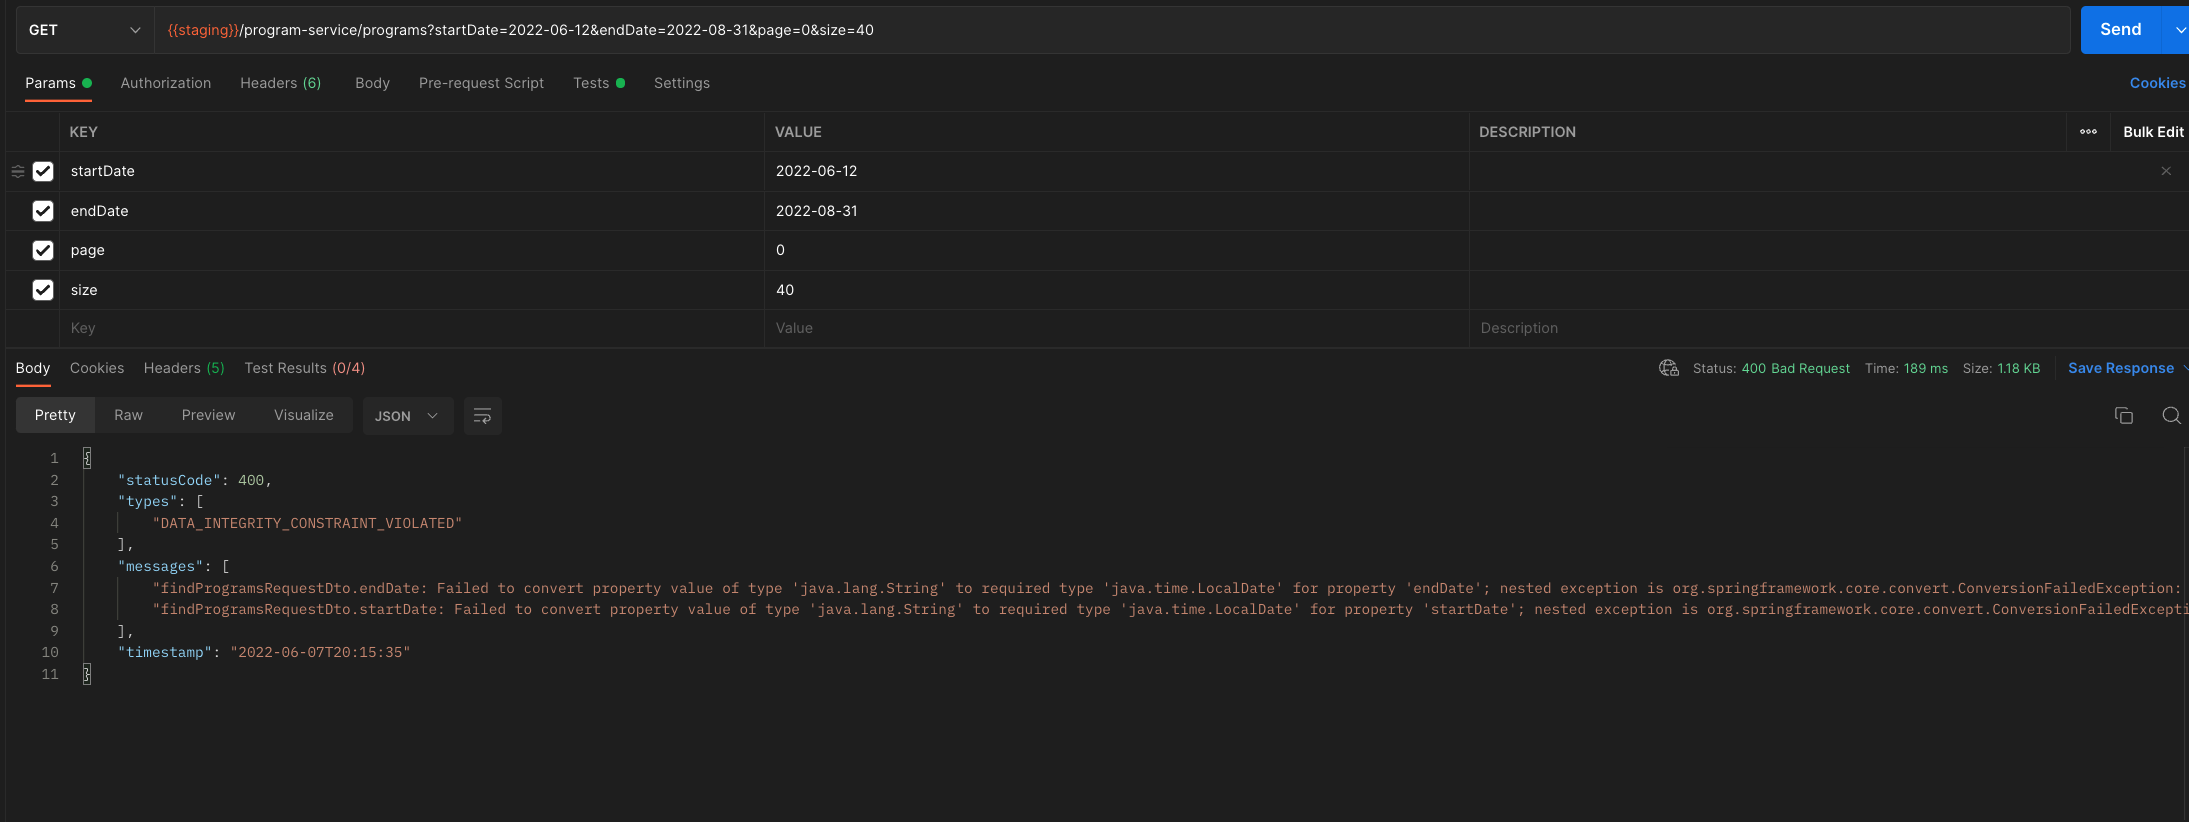 GET {{staging}}/program-service/programs?startDate=2022-06-12&endDate=2022-08-31&page=0&size=40 Send
Params Authorization Headers (6) Body Pre-request Script Tests Settings Cookies
KEY VALUE DESCRIPTION ••• Bulk Edit
startDate 2022-06-12
endDate 2022-08-31
page 0
size 40
Key Value Description
Body Cookies Headers (5) Test Results (0/4) Status: 400 Bad Request Time: 189 ms Size: 1.18 KB Save Response
Pretty Raw Preview Visualize JSON
1 {
2 "statusCode": 400,
3 "types": [
4 "DATA_INTEGRITY_CONSTRAINT_VIOLATED"
5 ],
6 "messages": [
7 "findProgramsRequestDto.endDate: Failed to convert property value of type 'java.lang.String' to required type 'java.time.LocalDate' for property 'endDate'; nested exception is org.springframework.core.convert.ConversionFailedException:
8 "findProgramsRequestDto.startDate: Failed to convert property value of type 'java.lang.String' to required type 'java.time.LocalDate' for property 'startDate'; nested exception is org.springframework.core.convert.ConversionFailedExcepti
9 ],
10 "timestamp": "2022-06-07T20:15:35"
11 }